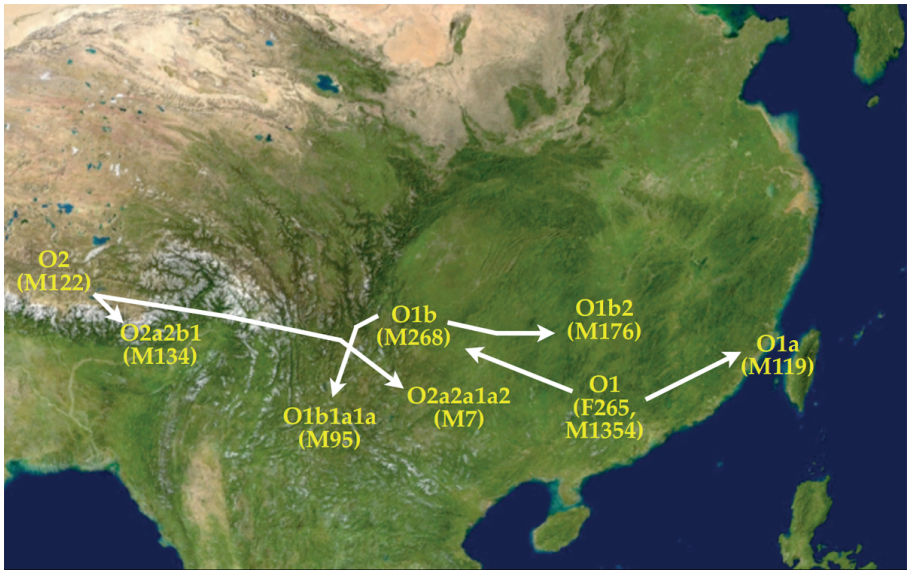 O2
(M122)
O2a2b1
(M134)
O1b
(M268)
O1b2
(M176)
O1a
(M119)
O1b1a1a
(M95)
O2a2a1a2
(M7)
O1
(F265,
M1354)